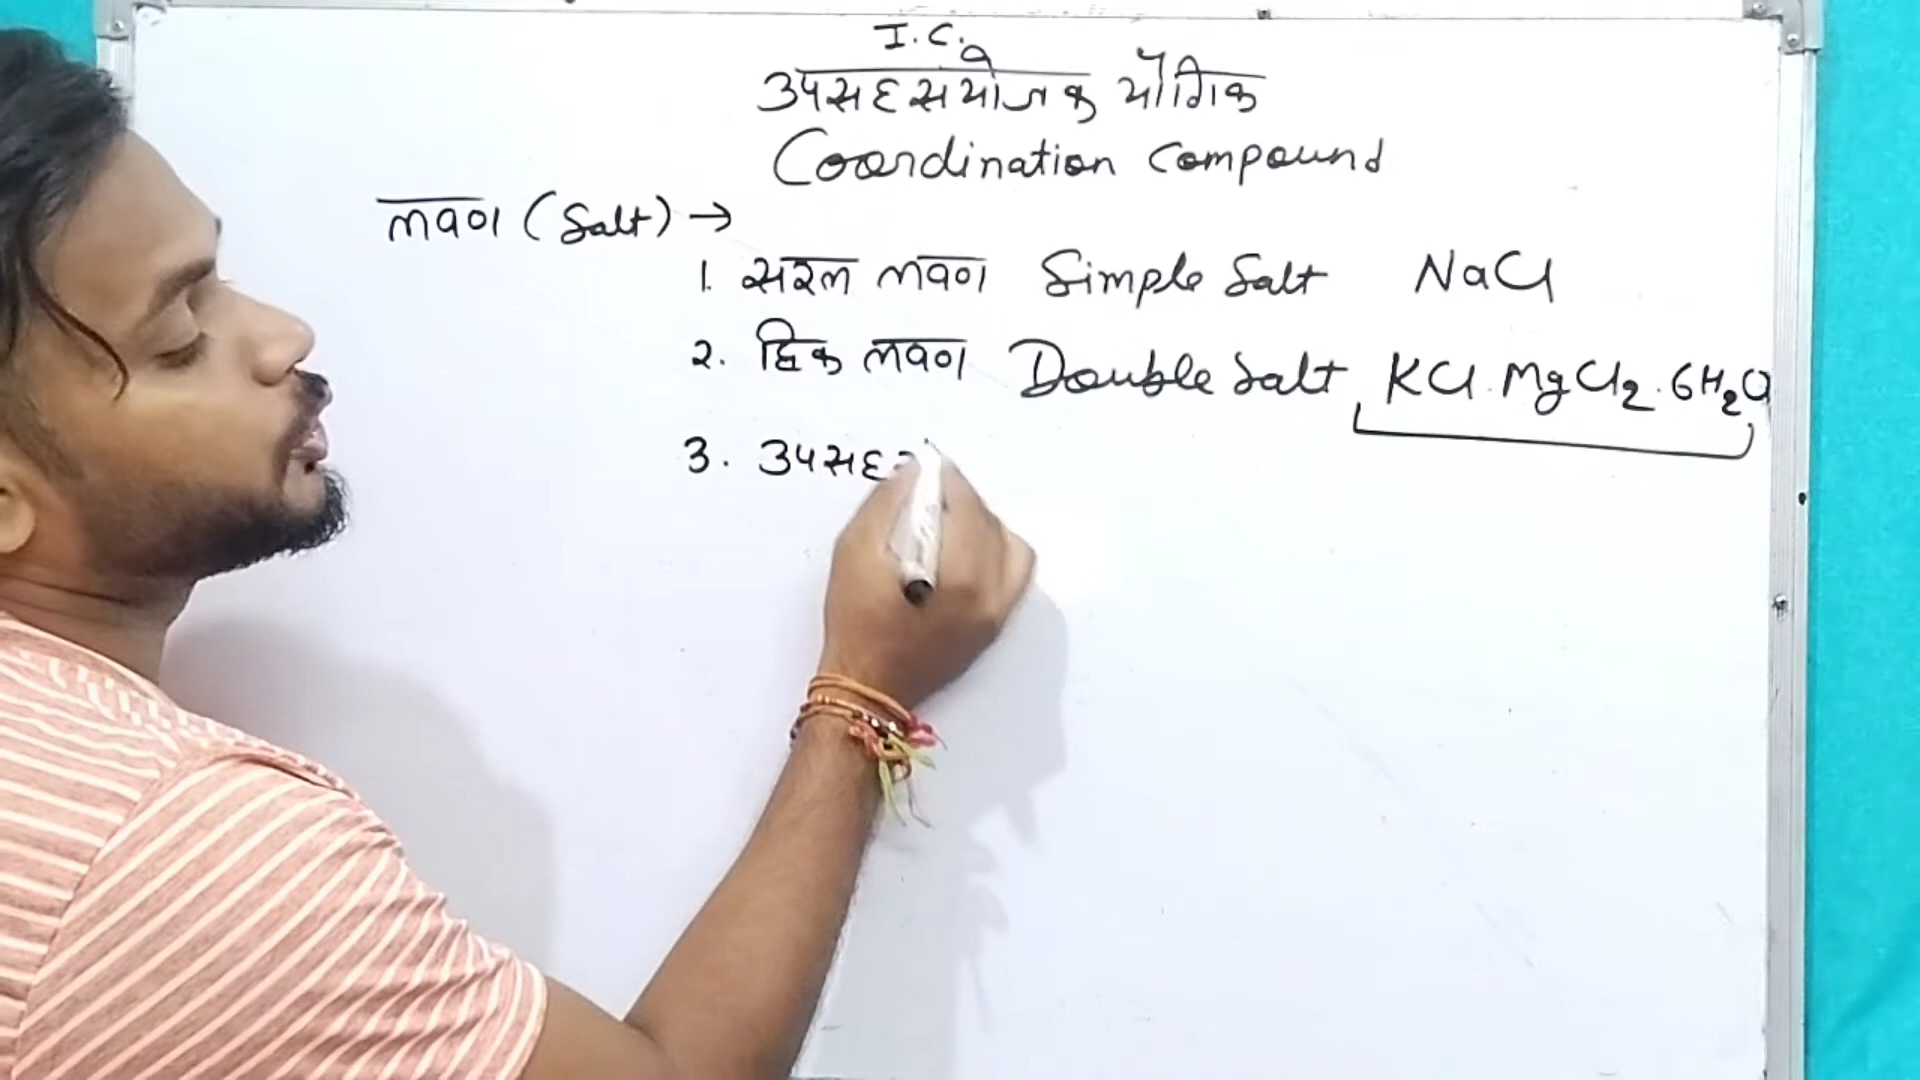 I.C.
उपसहसंयोजक यौगिक
Coordination Compound
लवण (Salt) →
1. सरल लवण Simple Salt NaCl
2. द्विक लवण Double Salt KCl.MgCl₂.6H₂O
3. उपसह